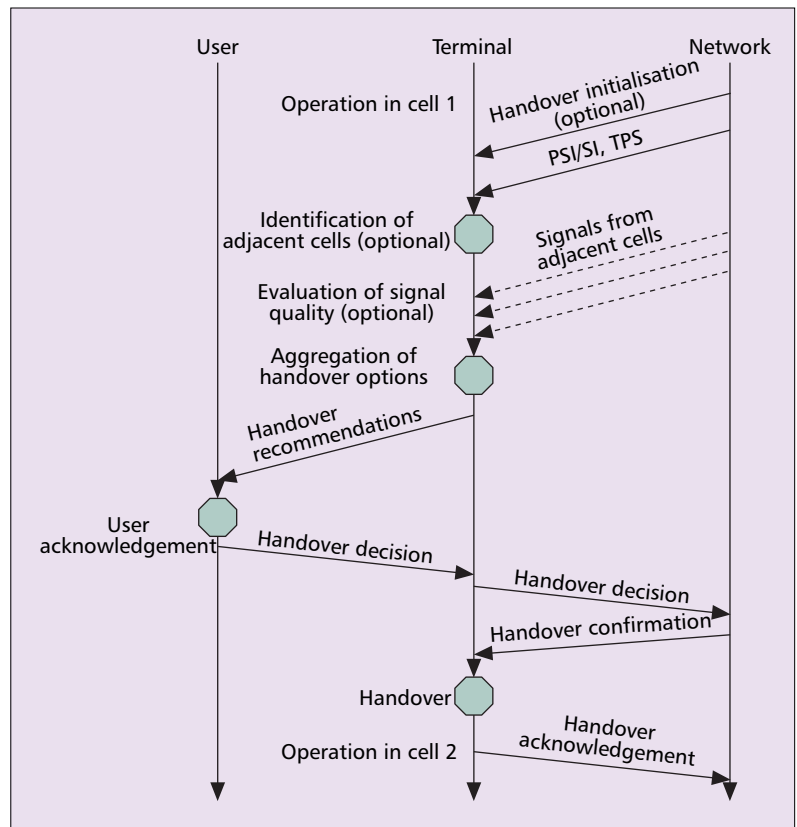 User
Terminal
Network
Operation in cell 1
Handover initialisation
(optional)
PSI/SI, TPS
Identification of
adjacent cells (optional)
Signals from
adjacent cells
Evaluation of signal
quality (optional)
Aggregation of
handover options
Handover
recommendations
User
acknowledgement
Handover decision
Handover decision
Handover confirmation
Handover
Operation in cell 2
Handover
acknowledgement